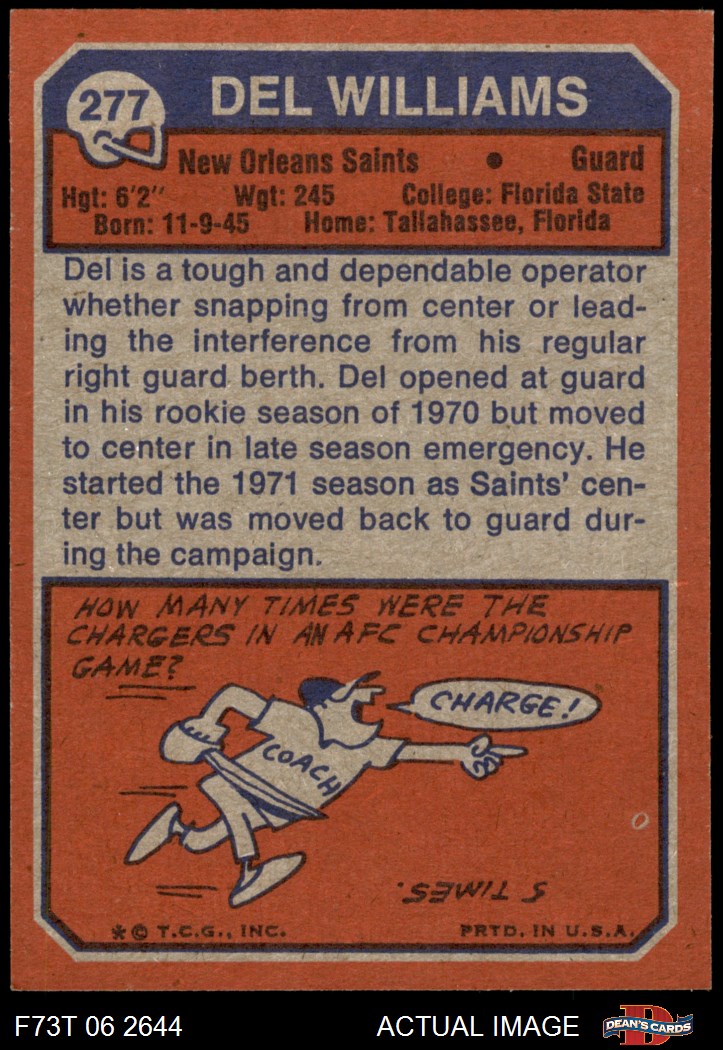 277
DEL WILLIAMS
New Orleans Saints • Guard
Hgt: 6'2" Wgt: 245 College: Florida State
Born: 11-9-45 Home: Tallahassee, Florida
Del is a tough and dependable operator
whether snapping from center or lead-
ing the interference from his regular
right guard berth. Del opened at guard
in his rookie season of 1970 but moved
to center in late season emergency. He
started the 1971 season as Saints' cen-
ter but was moved back to guard dur-
ing the campaign.
HOW MANY TIMES WERE THE
CHARGERS IN AN AFC CHAMPIONSHIP
GAME?
CHARGE!
COACH
5 TIMES.
* © T.C.G., INC. PRTD. IN U.S.A.
F73T 06 2644 ACTUAL IMAGE
D
DEAN'S CARDS